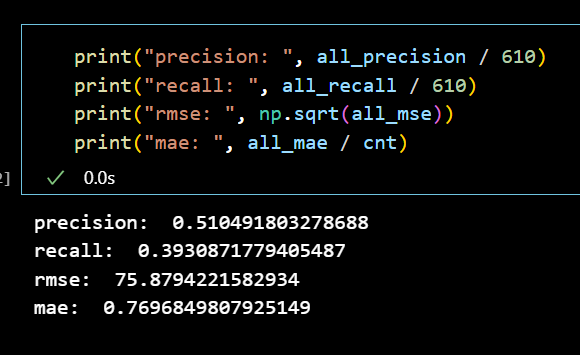 print("precision: ", all_precision / 610)
print("recall: ", all_recall / 610)
print("rmse: ", np.sqrt(all_mse))
print("mae: ", all_mae / cnt)
2] ✓ 0.0s
precision:  0.510491803278688
recall:  0.3930871779405487
rmse:  75.8794221582934
mae:  0.7696849807925149